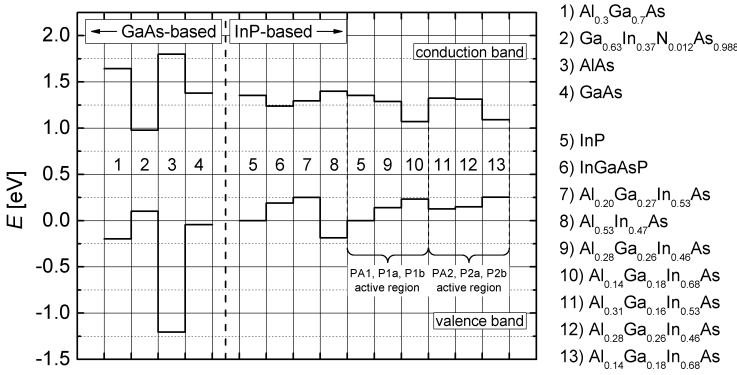 GaAs-based InP-based
conduction band
2.0
1.5
1.0
0.5
0.0
-0.5
-1.0
-1.5
E [eV]
1 2 3 4 5 6 7 8 5 9 10 11 12 13
PA1, P1a, P1b
active region
PA2, P2a, P2b
active region
valence band
1) Al0.3Ga0.7As
2) Ga0.63In0.37N0.012As0.988
3) AlAs
4) GaAs
5) InP
6) InGaAsP
7) Al0.20Ga0.27In0.53As
8) Al0.53In0.47As
9) Al0.28Ga0.26In0.46As
10) Al0.14Ga0.18In0.68As
11) Al0.31Ga0.16In0.53As
12) Al0.28Ga0.26In0.46As
13) Al0.14Ga0.18In0.68As